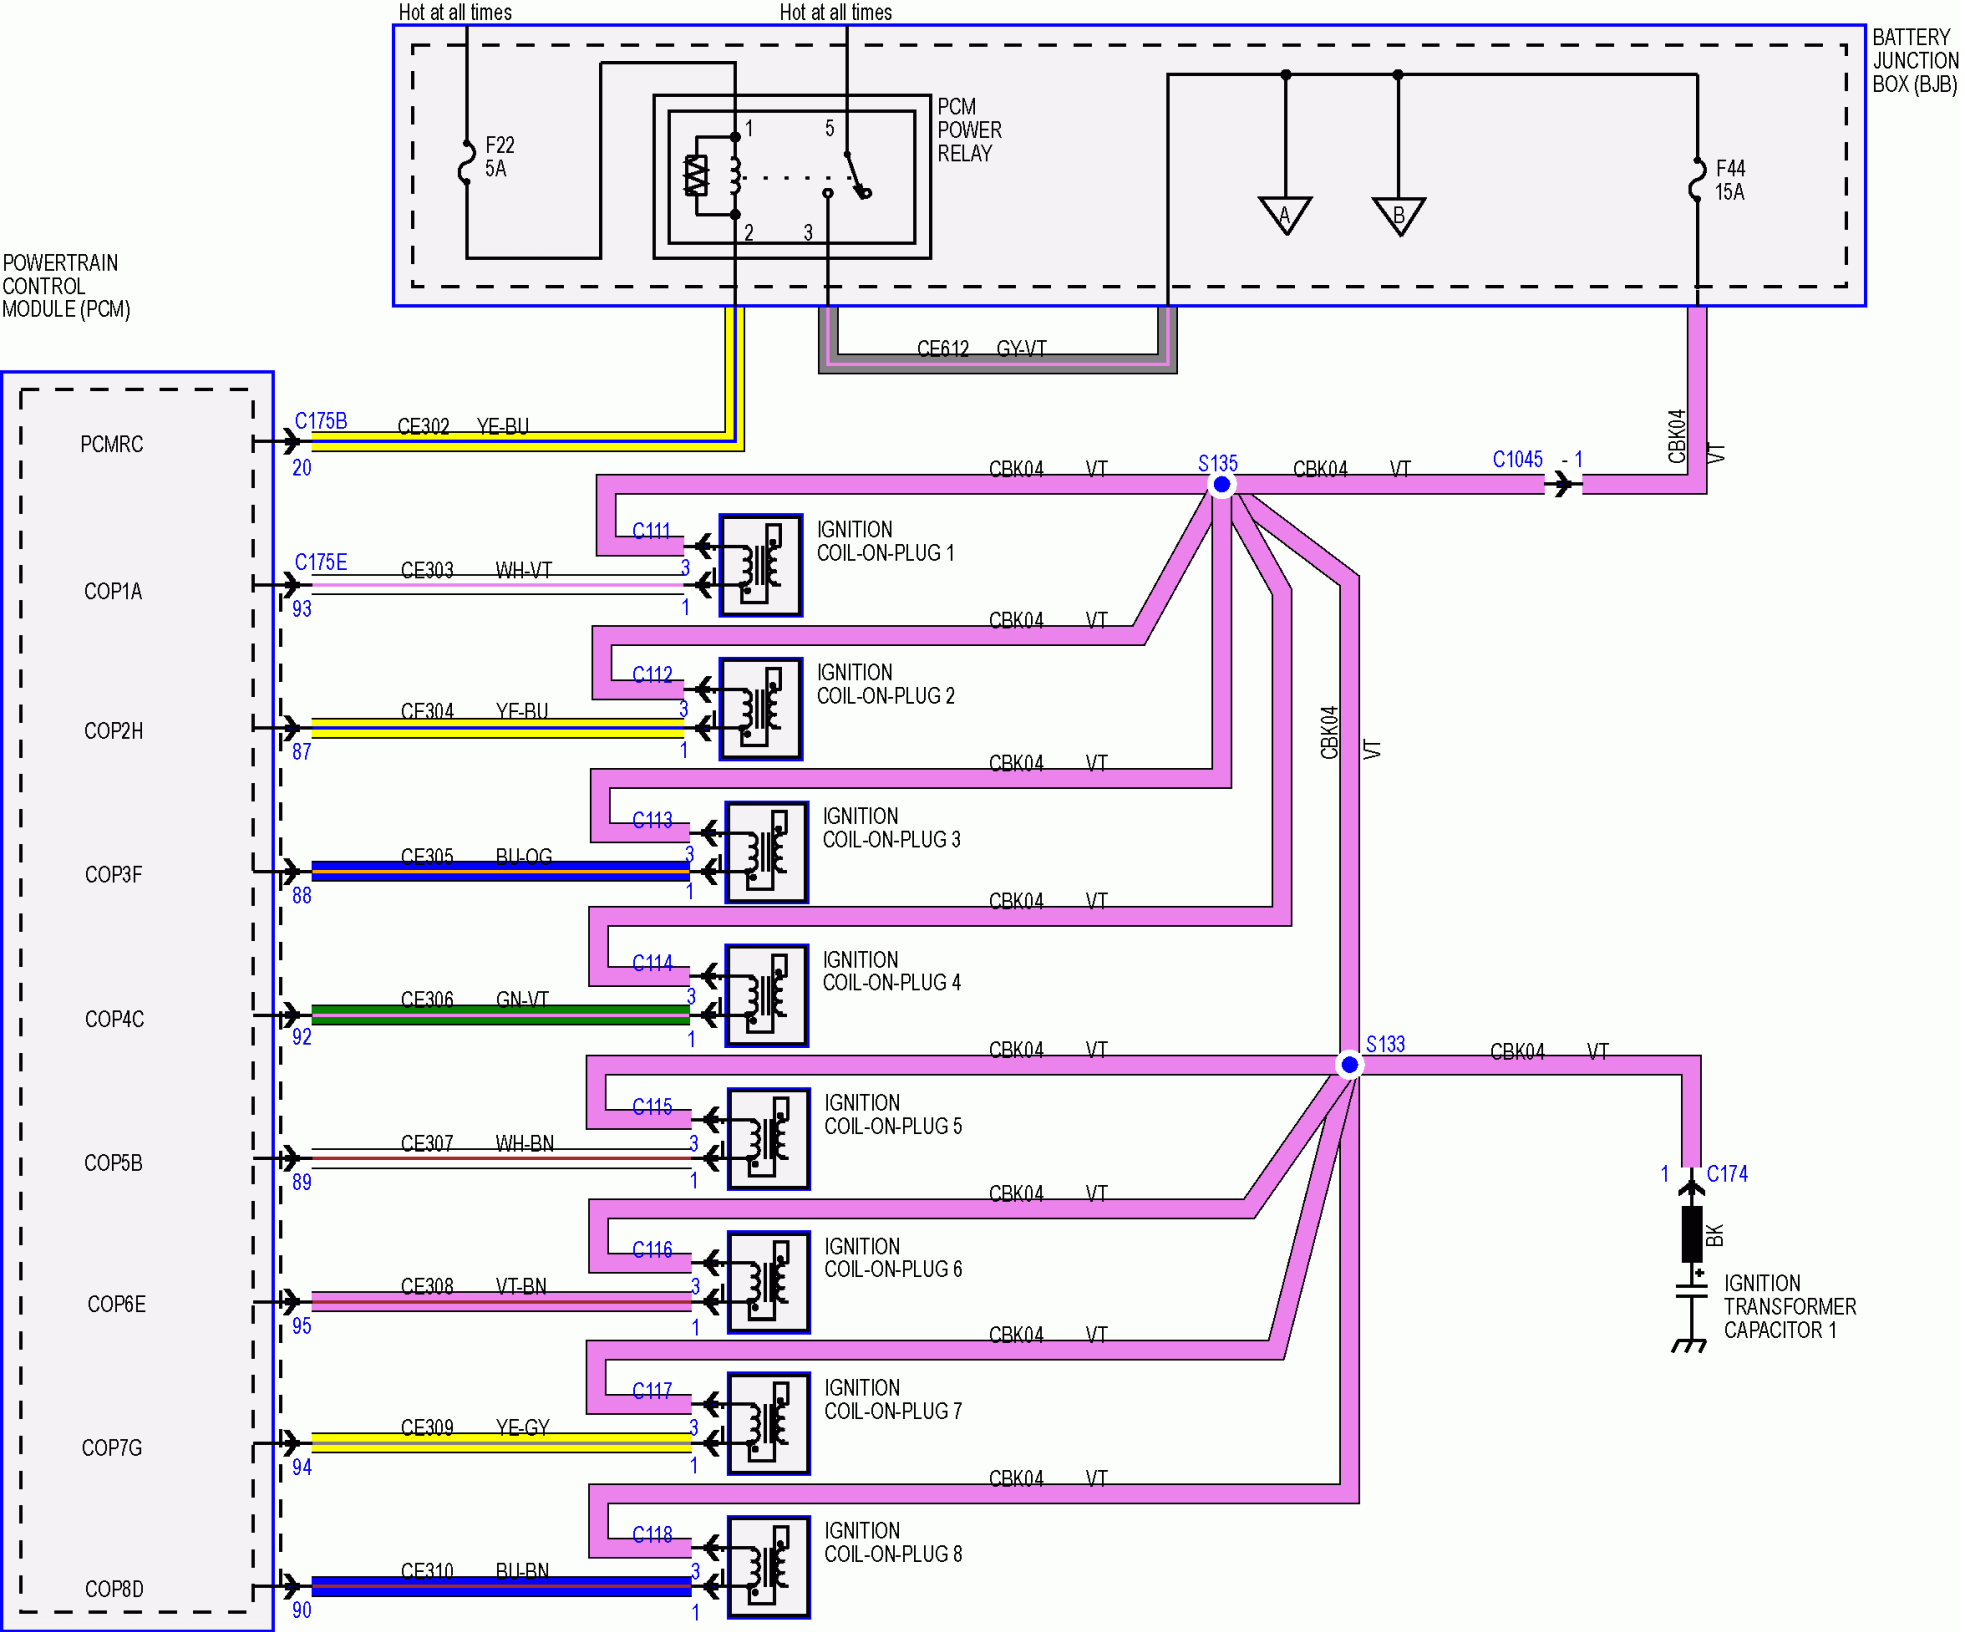 Hot at all times
Hot at all times
BATTERY
JUNCTION
BOX (BJB)
PCM
POWER
RELAY
1
5
2
3
F22
5A
A
B
F44
15A
POWERTRAIN
CONTROL
MODULE (PCM)
CE612 GY-VT
CBK04
VT
PCMRC
C175B
20
CE302 YE-BU
CBK04 VT
S135
CBK04 VT
C1045
- 1
C111
3
1
IGNITION
COIL-ON-PLUG 1
COP1A
C175E
93
CE303 WH-VT
CBK04 VT
C112
3
1
IGNITION
COIL-ON-PLUG 2
COP2H
87
CE304 YE-BU
CBK04
VT
CBK04 VT
C113
3
1
IGNITION
COIL-ON-PLUG 3
COP3F
88
CE305 BU-OG
CBK04 VT
C114
3
1
IGNITION
COIL-ON-PLUG 4
COP4C
92
CE306 GN-VT
CBK04 VT
S133
CBK04 VT
C115
3
1
IGNITION
COIL-ON-PLUG 5
COP5B
89
CE307 WH-BN
1
C174
BK
+
IGNITION
TRANSFORMER
CAPACITOR 1
CBK04 VT
C116
3
1
IGNITION
COIL-ON-PLUG 6
COP6E
95
CE308 VT-BN
CBK04 VT
C117
3
1
IGNITION
COIL-ON-PLUG 7
COP7G
94
CE309 YE-GY
CBK04 VT
C118
3
1
IGNITION
COIL-ON-PLUG 8
COP8D
90
CE310 BU-BN